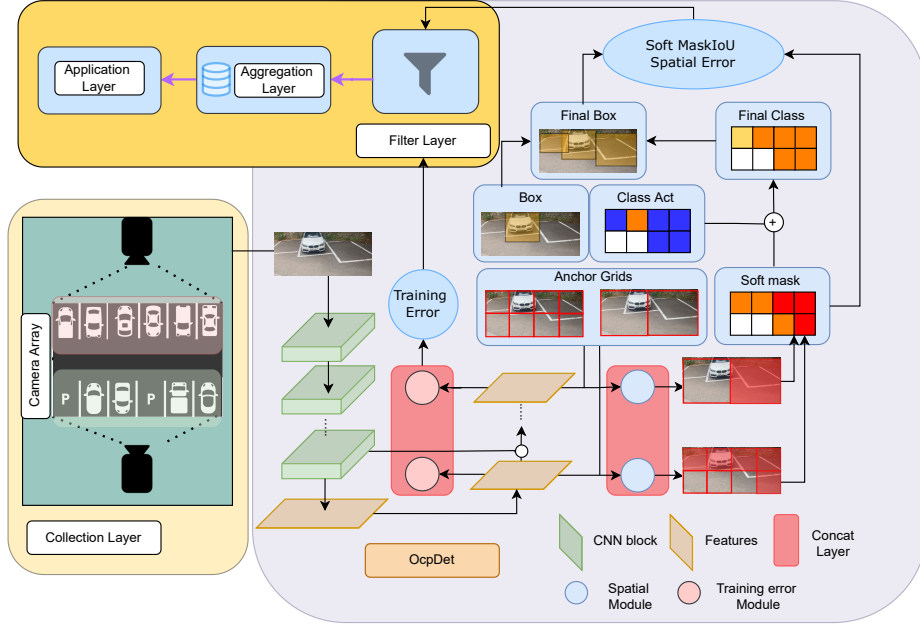 Soft MaskIoU
Spatial Error
Application
Layer
Aggregation
Layer
Filter Layer
Final Box
Final Class
Box
Class Act
+
Anchor Grids
Soft mask
Training
Error
Camera Array
P
P
Collection Layer
OcpDet
CNN block
Features
Concat
Layer
Spatial
Module
Training error
Module